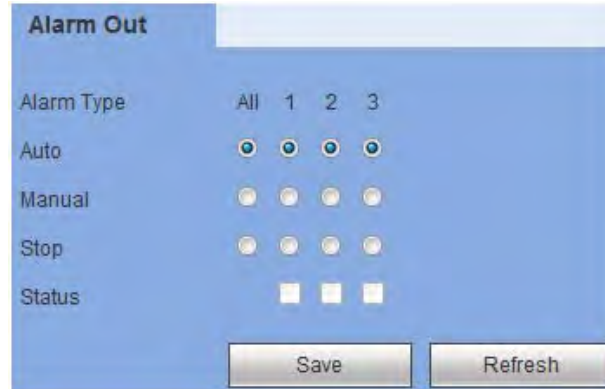 Alarm Out
Alarm Type All 1 2 3
Auto
Manual
Stop
Status
Save Refresh